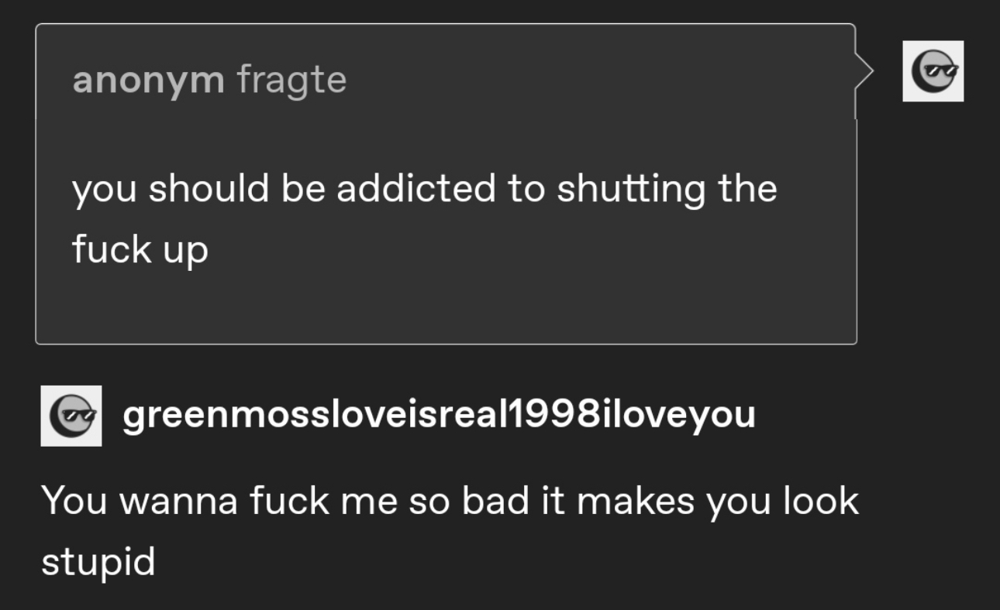 anonym fragte
you should be addicted to shutting the
fuck up
greenmossloveisreal1998iloveyou
You wanna fuck me so bad it makes you look
stupid